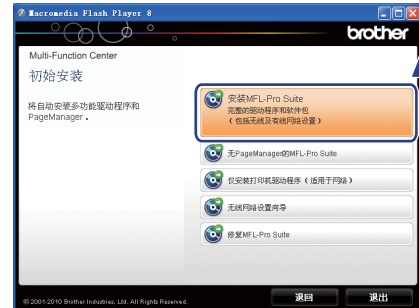 Macromedia Flash Player 8
brother
Multi-Function Center
初始安装
将自动安装多功能驱动程序和
PageManager。
安装MFL-Pro Suite
完整的驱动程序和软件包
（包括无线及有线网络设置）
无PageManager的MFL-Pro Suite
仅安装打印机驱动程序（适用于网络）
无线网络设置向导
修复MFL-Pro Suite
© 2001-2010 Brother Industries, Ltd. All Rights Reserved.
退回
退出